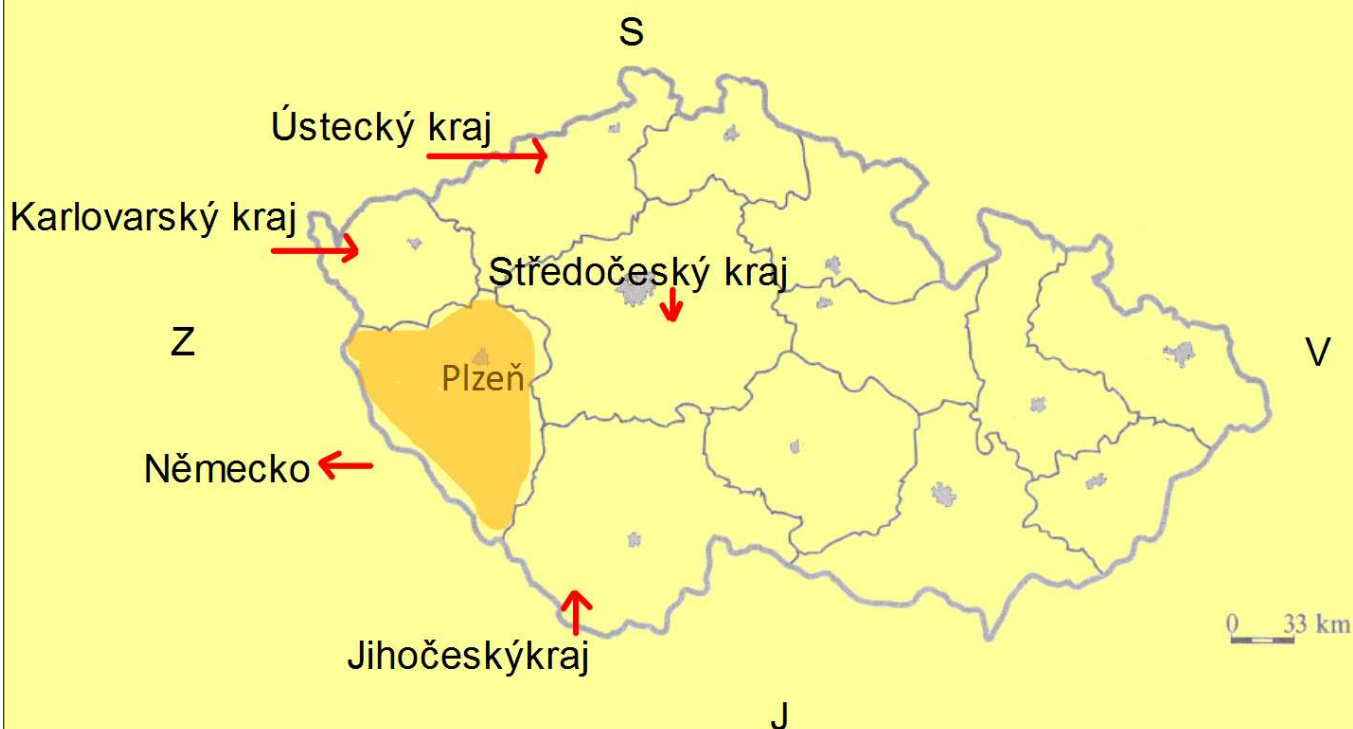 S
Ústecký kraj
Karlovarský kraj
Středočeský kraj
Z
V
Plzeň
Německo
0 33 km
Jihočeskýkraj
J